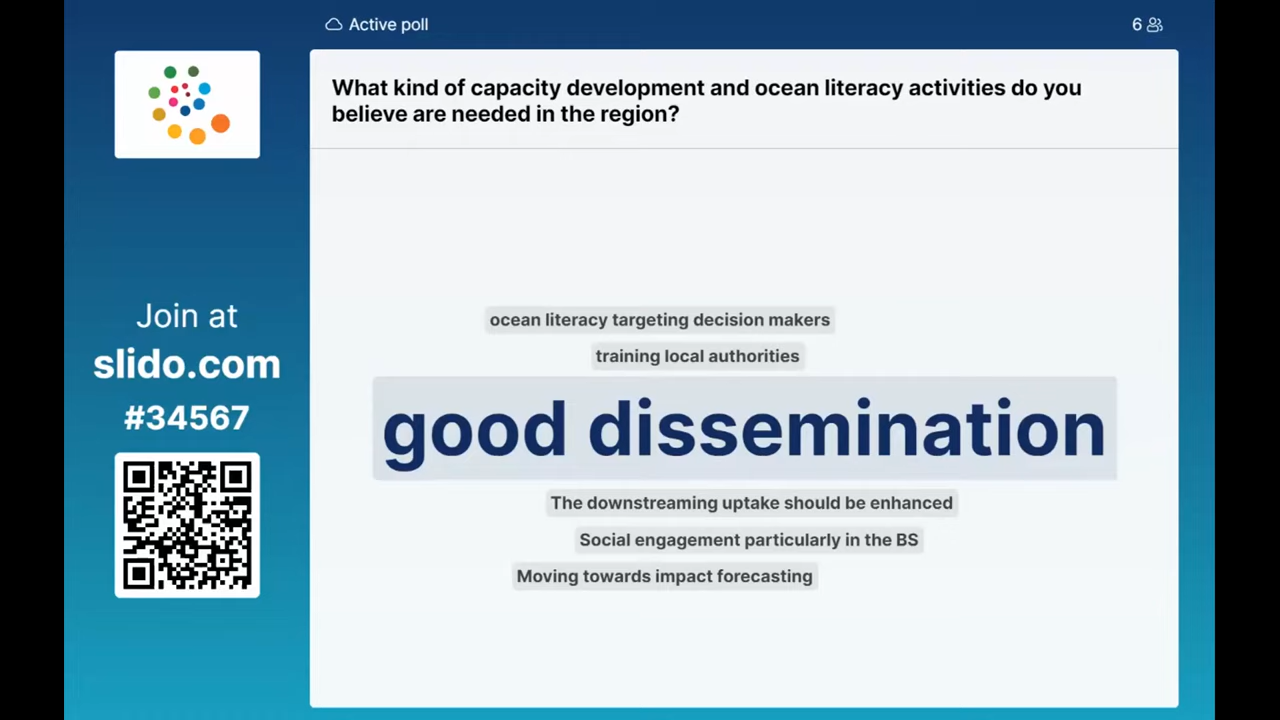 Active poll
6
What kind of capacity development and ocean literacy activities do you
believe are needed in the region?
Join at
slido.com
#34567
ocean literacy targeting decision makers
training local authorities
good dissemination
The downstreaming uptake should be enhanced
Social engagement particularly in the BS
Moving towards impact forecasting